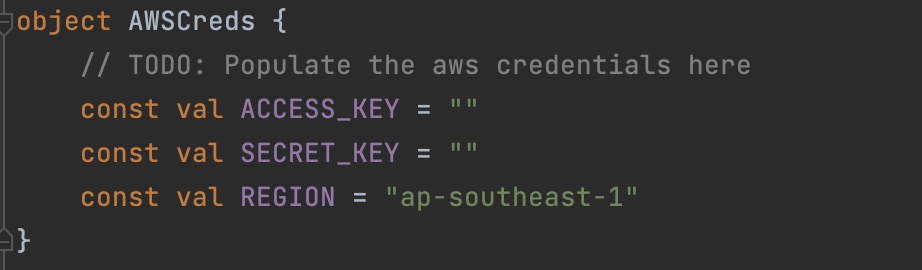 object AWSCreds {
    // TODO: Populate the aws credentials here
    const val ACCESS_KEY = ""
    const val SECRET_KEY = ""
    const val REGION = "ap-southeast-1"
}